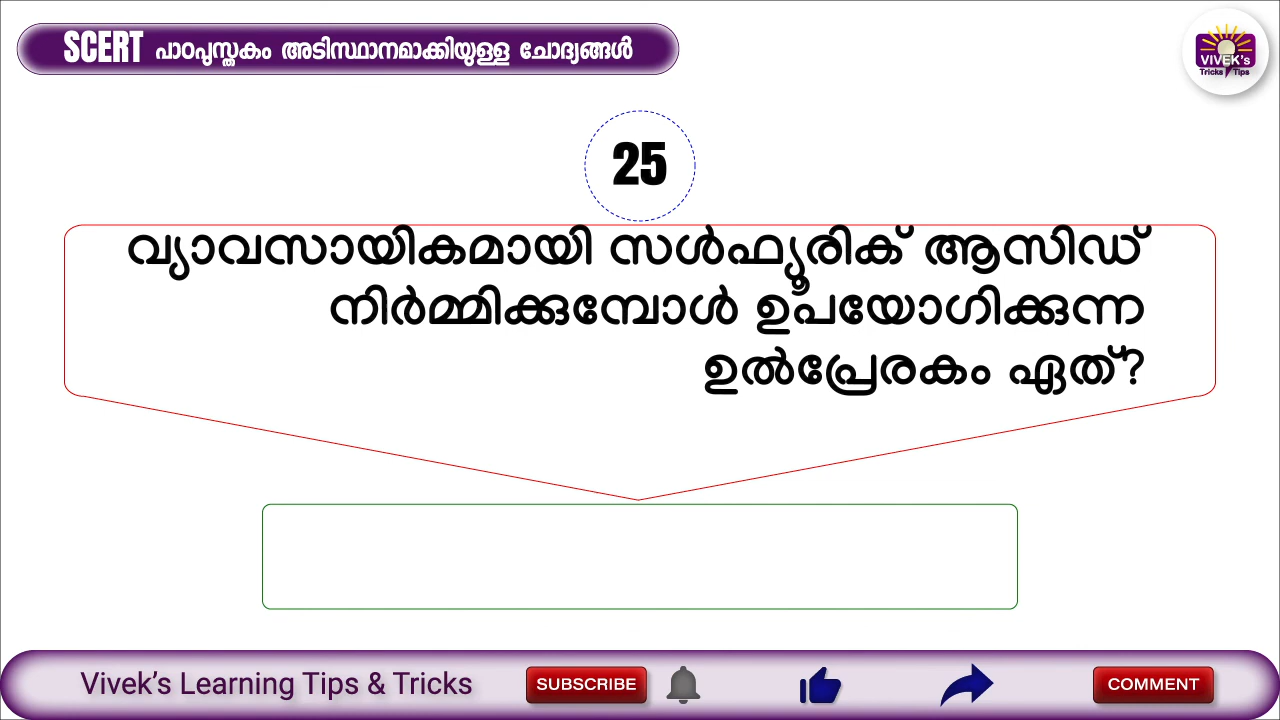 SCERT പാഠപുസ്തകം അടിസ്ഥാനമാക്കിയുള്ള ചോദ്യങ്ങൾ
VIVEK's
Tricks Tips
25
വ്യാവസായികമായി സൾഫ്യൂരിക് ആസിഡ്
നിർമ്മിക്കുമ്പോൾ ഉപയോഗിക്കുന്ന
ഉൽപ്രേരകം ഏത്?
Vivek's Learning Tips & Tricks
SUBSCRIBE
COMMENT